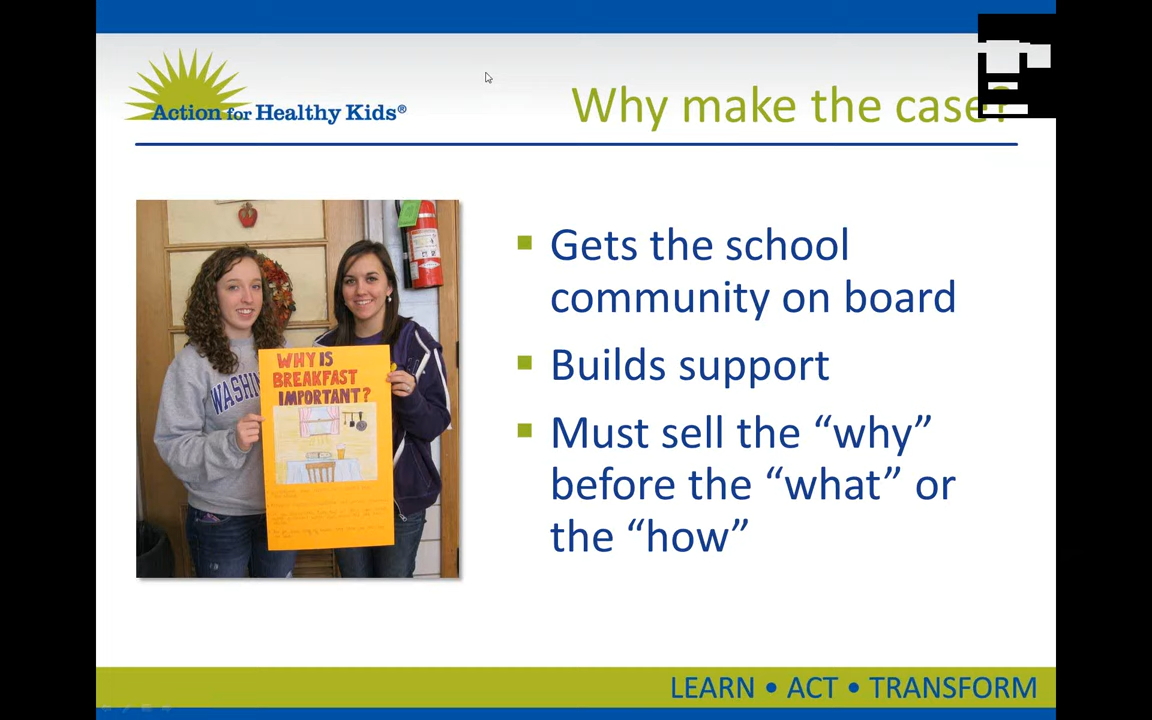 Action for Healthy Kids®
Why make the case?
WASHIN
WHY IS
BREAKFAST
IMPORTANT?
Gets the school
community on board
Builds support
Must sell the “why”
before the “what” or
the “how”
LEARN • ACT • TRANSFORM